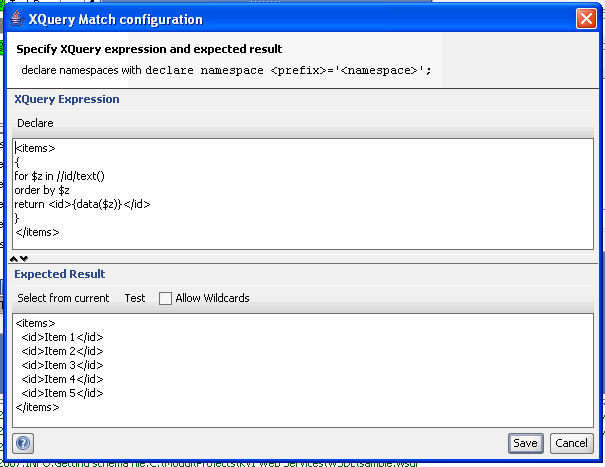 XQuery Match configuration
Specify XQuery expression and expected result
declare namespaces with declare namespace <prefix>='<namespace>';
XQuery Expression
Declare
<items>
{
for $z in //id/text()
order by $z
return <id>{data($z)}</id>
}
</items>
Expected Result
Select from current Test Allow Wildcards
<items>
<id>Item 1</id>
<id>Item 2</id>
<id>Item 3</id>
<id>Item 4</id>
<id>Item 5</id>
</items>
? Save Cancel